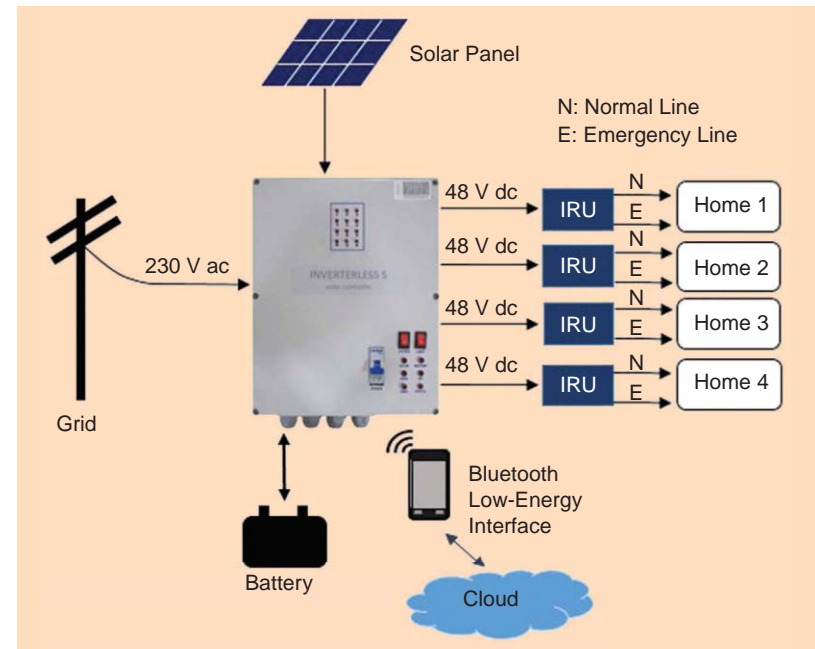 Solar Panel
N: Normal Line
E: Emergency Line
Grid
230 V ac
INVERTERLESS S
48 V dc
48 V dc
48 V dc
48 V dc
IRU
IRU
IRU
IRU
N
E
N
E
N
E
N
E
Home 1
Home 2
Home 3
Home 4
Battery
Bluetooth
Low-Energy
Interface
Cloud